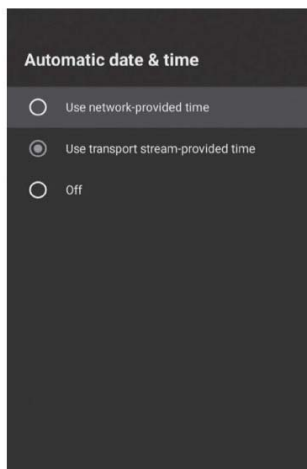 Automatic date & time
Use network-provided time
Use transport stream-provided time
Off